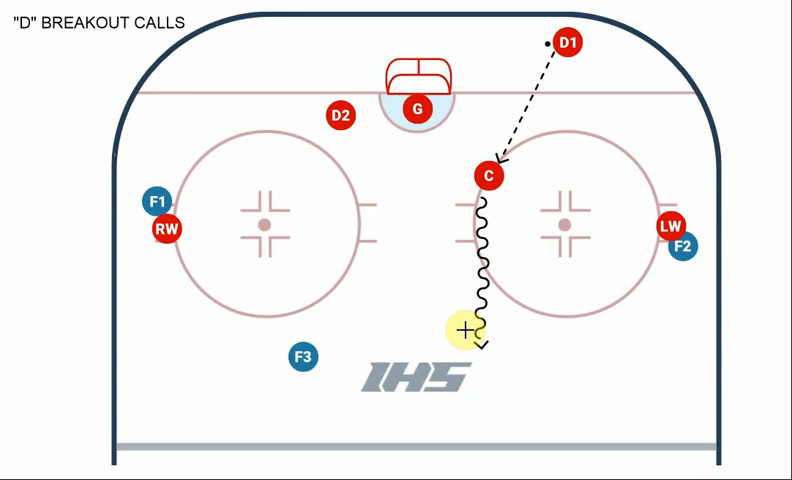 "D" BREAKOUT CALLS
D1
G
D2
C
F1
RW
LW
F2
F3
IHS